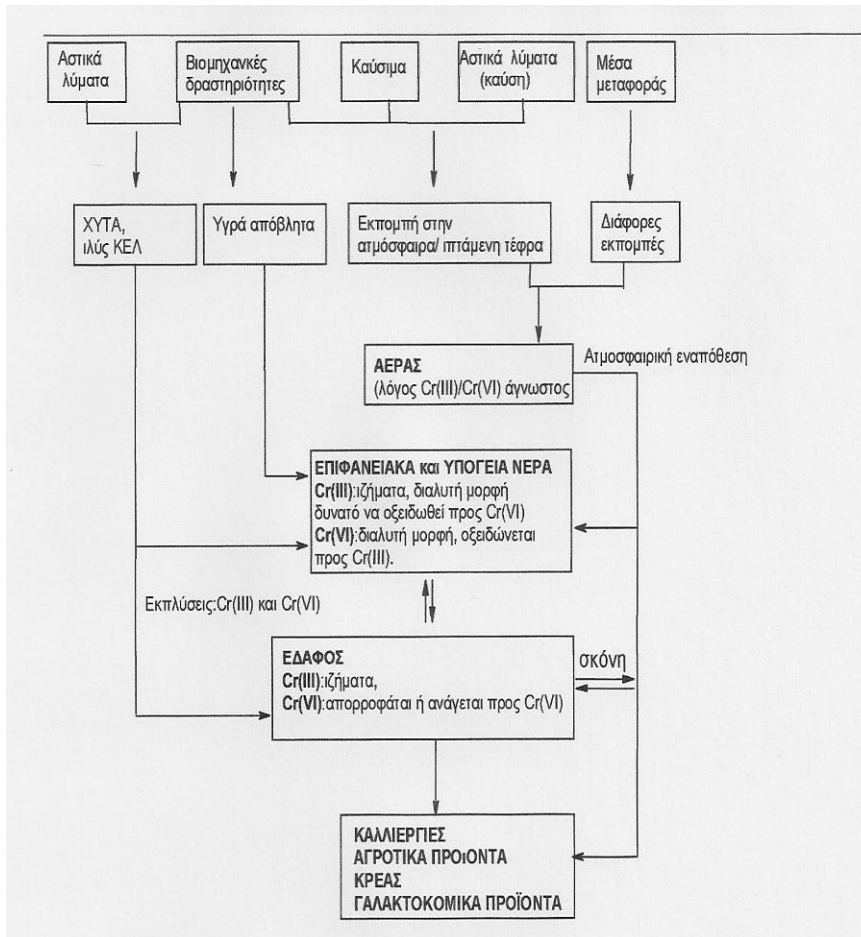 Αστικά
λύματα
Βιομηχανκές
δραστηριότητες
Καύσιμα
Αστικά λύματα
(καύση)
Μέσα
μεταφοράς
ΧΥΤΑ,
ιλύς ΚΕΛ
Υγρά απόβλητα
Εκπομπή στην
ατμόσφαιρα/ ιπτάμενη τέφρα
Διάφορες
εκπομπές
ΑΕΡΑΣ
(λόγος Cr(III)/Cr(VI) άγνωστος
Ατμοσφαιρική εναπόθεση
ΕΠΙΦΑΝΕΙΑΚΑ και ΥΠΟΓΕΙΑ ΝΕΡΑ
Cr(III):ιζήματα, διαλυτή μορφή
δυνατό να οξειδωθεί προς Cr(VI)
Cr(VI):διαλυτή μορφή, οξειδώνεται
προς Cr(III).
Εκπλύσεις:Cr(III) και Cr(VI)
ΕΔΑΦΟΣ
Cr(III):ιζήματα,
Cr(VI):απορροφάται ή ανάγεται προς Cr(VI)
σκόνη
ΚΑΛΛΙΕΡΓΙΕΣ
ΑΓΡΟΤΙΚΑ ΠΡΟιΟΝΤΑ
ΚΡΕΑΣ
ΓΑΛΑΚΤΟΚΟΜΙΚΑ ΠΡΟΪΟΝΤΑ